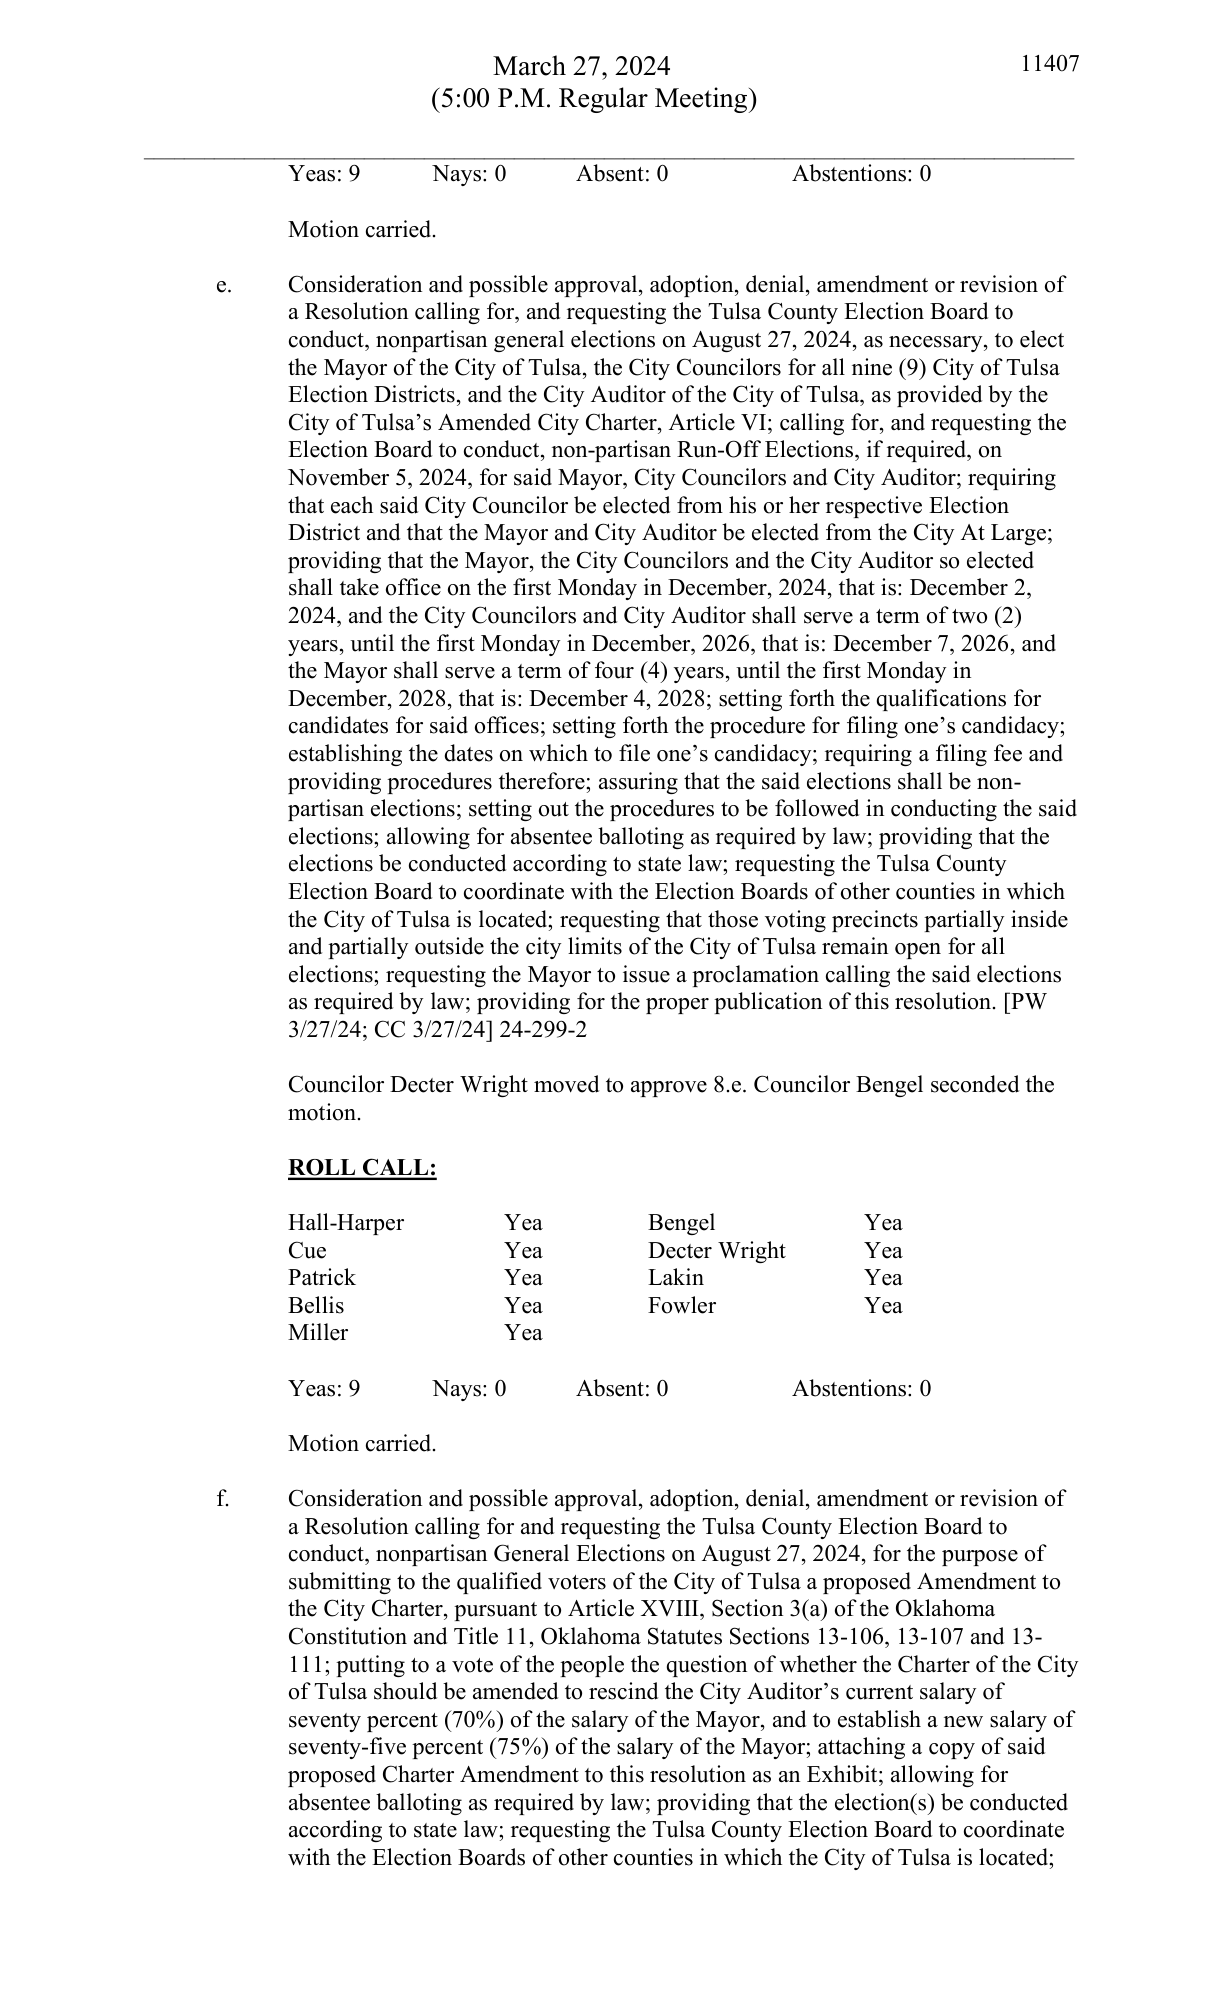 March 27, 2024
11407
(5:00 P.M. Regular Meeting)
Yeas: 9 Nays: 0 Absent: 0 Abstentions: 0
Motion carried.
e. Consideration and possible approval, adoption, denial, amendment or revision of
a Resolution calling for, and requesting the Tulsa County Election Board to
conduct, nonpartisan general elections on August 27, 2024, as necessary, to elect
the Mayor of the City of Tulsa, the City Councilors for all nine (9) City of Tulsa
Election Districts, and the City Auditor of the City of Tulsa, as provided by the
City of Tulsa’s Amended City Charter, Article VI; calling for, and requesting the
Election Board to conduct, non-partisan Run-Off Elections, if required, on
November 5, 2024, for said Mayor, City Councilors and City Auditor; requiring
that each said City Councilor be elected from his or her respective Election
District and that the Mayor and City Auditor be elected from the City At Large;
providing that the Mayor, the City Councilors and the City Auditor so elected
shall take office on the first Monday in December, 2024, that is: December 2,
2024, and the City Councilors and City Auditor shall serve a term of two (2)
years, until the first Monday in December, 2026, that is: December 7, 2026, and
the Mayor shall serve a term of four (4) years, until the first Monday in
December, 2028, that is: December 4, 2028; setting forth the qualifications for
candidates for said offices; setting forth the procedure for filing one’s candidacy;
establishing the dates on which to file one’s candidacy; requiring a filing fee and
providing procedures therefore; assuring that the said elections shall be non-
partisan elections; setting out the procedures to be followed in conducting the said
elections; allowing for absentee balloting as required by law; providing that the
elections be conducted according to state law; requesting the Tulsa County
Election Board to coordinate with the Election Boards of other counties in which
the City of Tulsa is located; requesting that those voting precincts partially inside
and partially outside the city limits of the City of Tulsa remain open for all
elections; requesting the Mayor to issue a proclamation calling the said elections
as required by law; providing for the proper publication of this resolution. [PW
3/27/24; CC 3/27/24] 24-299-2
Councilor Decter Wright moved to approve 8.e. Councilor Bengel seconded the
motion.
ROLL CALL:
Hall-Harper Yea Bengel Yea
Cue Yea Decter Wright Yea
Patrick Yea Lakin Yea
Bellis Yea Fowler Yea
Miller Yea
Yeas: 9 Nays: 0 Absent: 0 Abstentions: 0
Motion carried.
f. Consideration and possible approval, adoption, denial, amendment or revision of
a Resolution calling for and requesting the Tulsa County Election Board to
conduct, nonpartisan General Elections on August 27, 2024, for the purpose of
submitting to the qualified voters of the City of Tulsa a proposed Amendment to
the City Charter, pursuant to Article XVIII, Section 3(a) of the Oklahoma
Constitution and Title 11, Oklahoma Statutes Sections 13-106, 13-107 and 13-
111; putting to a vote of the people the question of whether the Charter of the City
of Tulsa should be amended to rescind the City Auditor’s current salary of
seventy percent (70%) of the salary of the Mayor, and to establish a new salary of
seventy-five percent (75%) of the salary of the Mayor; attaching a copy of said
proposed Charter Amendment to this resolution as an Exhibit; allowing for
absentee balloting as required by law; providing that the election(s) be conducted
according to state law; requesting the Tulsa County Election Board to coordinate
with the Election Boards of other counties in which the City of Tulsa is located;